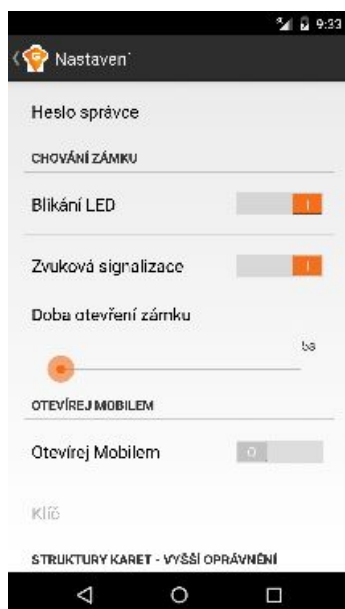 9:33
Nastavení
Heslo správce
CHOVÁNÍ ZÁMKU
Blikání LED
Zvuková signalizace
Doba otevření zámku
5s
OTEVÍREJ MOBILEM
Otevírej Mobilem
Klíč
STRUKTURY KARET - VYŠŠÍ OPRÁVNĚNÍ